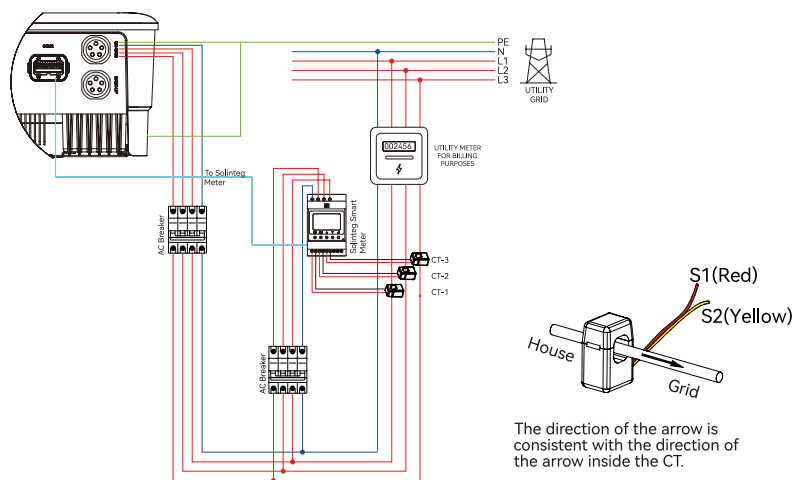 PE
N
L1
L2
L3
UTILITY
GRID
002456
UTILITY METER
FOR BILLING
PURPOSES
To Solinteg
Meter
AC Breaker
Solinteg Smart
Meter
CT-3
CT-2
CT-1
AC Breaker
S1(Red)
S2(Yellow)
House
Grid
The direction of the arrow is
consistent with the direction of
the arrow inside the CT.